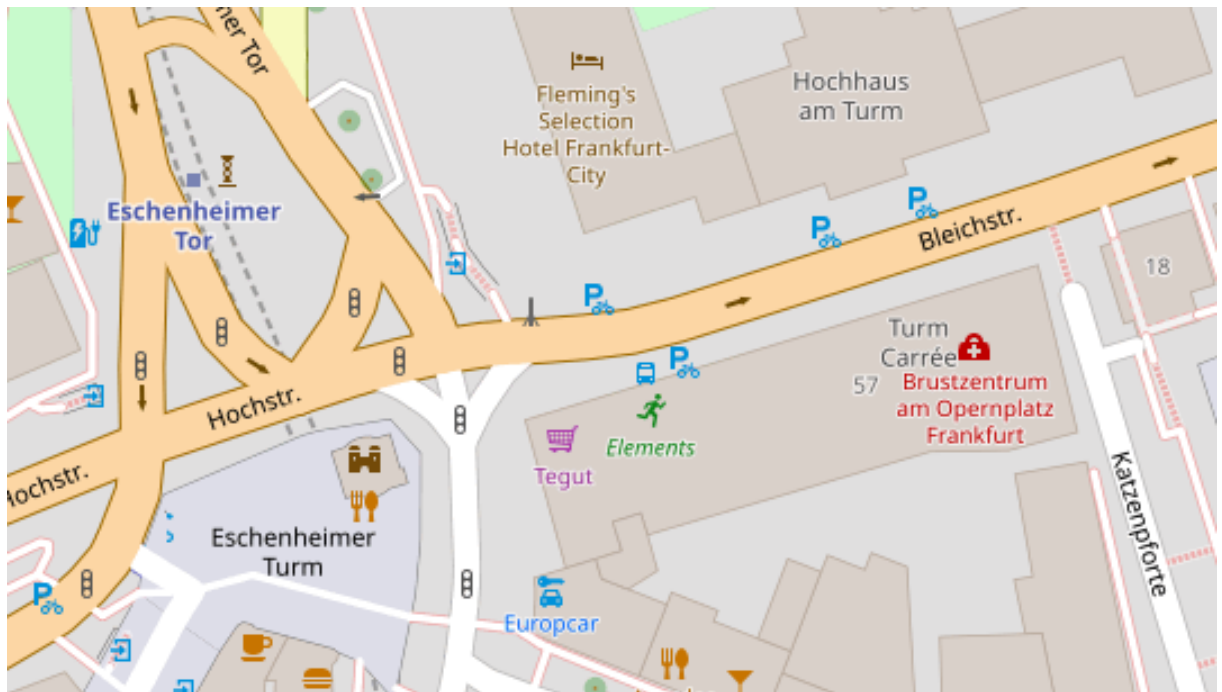 ner Tor
Fleming's
Selection
Hotel Frankfurt-
City
Hochhaus
am Turm
Eschenheimer
Tor
Bleichstr.
18
Turm
Carrée
57
Brustzentrum
am Opernplatz
Frankfurt
Hochstr.
Elements
Tegut
Hochstr.
Katzenpforte
Eschenheimer
Turm
Europcar
P
P
P
P
P